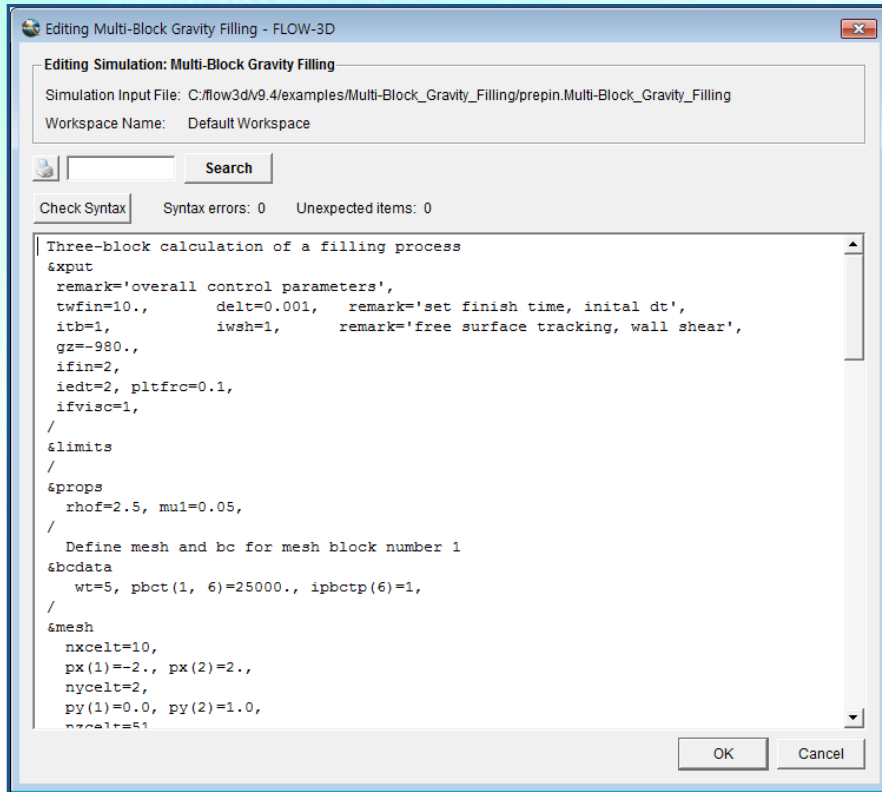 Editing Multi-Block Gravity Filling - FLOW-3D
Editing Simulation: Multi-Block Gravity Filling
Simulation Input File: C:/flow3d/v9.4/examples/Multi-Block_Gravity_Filling/prepin.Multi-Block_Gravity_Filling
Workspace Name: Default Workspace
Search
Check Syntax Syntax errors: 0 Unexpected items: 0
Three-block calculation of a filling process
&xput
remark='overall control parameters',
twfin=10., delt=0.001, remark='set finish time, inital dt',
itb=1, iwsh=1, remark='free surface tracking, wall shear',
gz=-980.,
ifin=2,
iedt=2, pltfrc=0.1,
ifvisc=1,
/
&limits
/
&props
rhof=2.5, mu1=0.05,
/
Define mesh and bc for mesh block number 1
&bcdata
wt=5, pbct(1, 6)=25000., ipbctp(6)=1,
/
&mesh
nxcelt=10,
px(1)=-2., px(2)=2.,
nycelt=2,
py(1)=0.0, py(2)=1.0,
nzcelt=51
OK Cancel